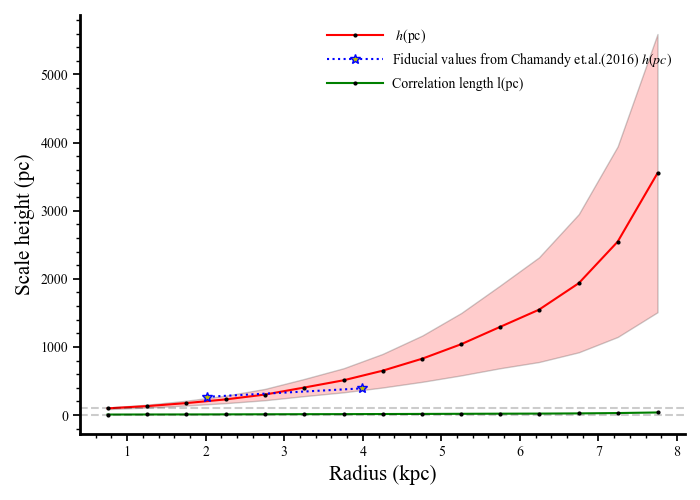 h(pc)
Fiducial values from Chamandy et.al.(2016) h(pc)
Correlation length l(pc)
Scale height (pc)
5000
4000
3000
2000
1000
0
1 2 3 4 5 6 7 8
Radius (kpc)